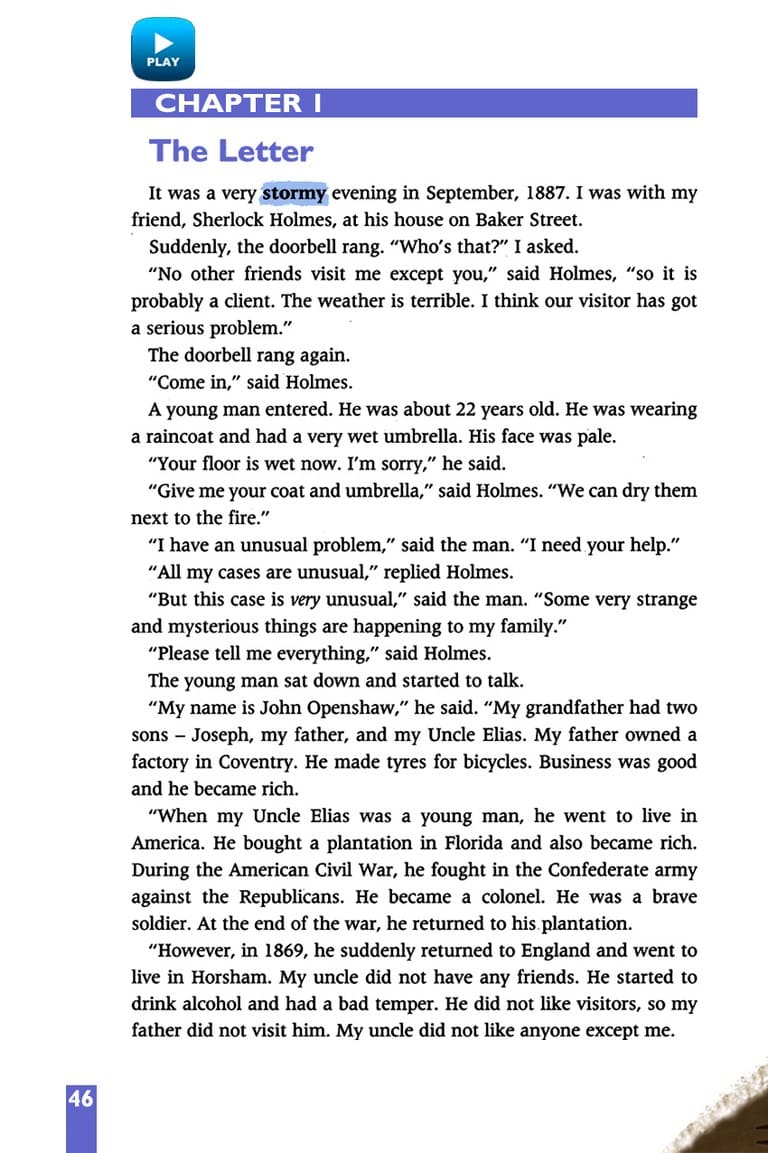 PLAY
CHAPTER 1
The Letter
It was a very stormy evening in September, 1887. I was with my
friend, Sherlock Holmes, at his house on Baker Street.
Suddenly, the doorbell rang. “Who’s that?” I asked.
“No other friends visit me except you,” said Holmes, “so it is
probably a client. The weather is terrible. I think our visitor has got
a serious problem.”
The doorbell rang again.
“Come in,” said Holmes.
A young man entered. He was about 22 years old. He was wearing
a raincoat and had a very wet umbrella. His face was pale.
“Your floor is wet now. I’m sorry,” he said.
“Give me your coat and umbrella,” said Holmes. “We can dry them
next to the fire.”
“I have an unusual problem,” said the man. “I need your help.”
“All my cases are unusual,” replied Holmes.
“But this case is very unusual,” said the man. “Some very strange
and mysterious things are happening to my family.”
“Please tell me everything,” said Holmes.
The young man sat down and started to talk.
“My name is John Openshaw,” he said. “My grandfather had two
sons – Joseph, my father, and my Uncle Elias. My father owned a
factory in Coventry. He made tyres for bicycles. Business was good
and he became rich.
“When my Uncle Elias was a young man, he went to live in
America. He bought a plantation in Florida and also became rich.
During the American Civil War, he fought in the Confederate army
against the Republicans. He became a colonel. He was a brave
soldier. At the end of the war, he returned to his plantation.
“However, in 1869, he suddenly returned to England and went to
live in Horsham. My uncle did not have any friends. He started to
drink alcohol and had a bad temper. He did not like visitors, so my
father did not visit him. My uncle did not like anyone except me.
46